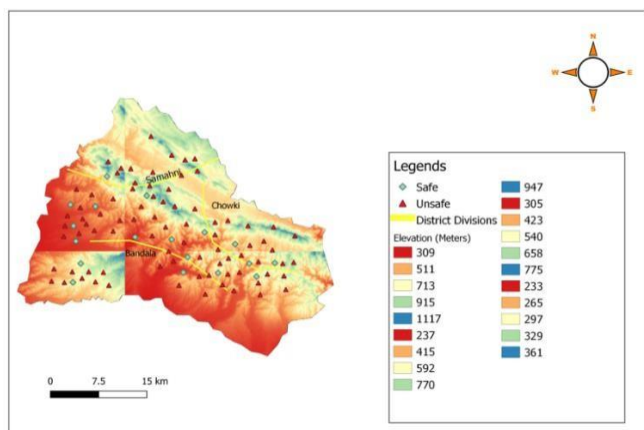 N
W E
S
Samahni
Chowki
Bandala
0 7.5 15 km
Legends
Safe
Unsafe
District Divisions
Elevation (Meters)
309
511
713
915
1117
237
415
592
770
947
305
423
540
658
775
233
265
297
329
361